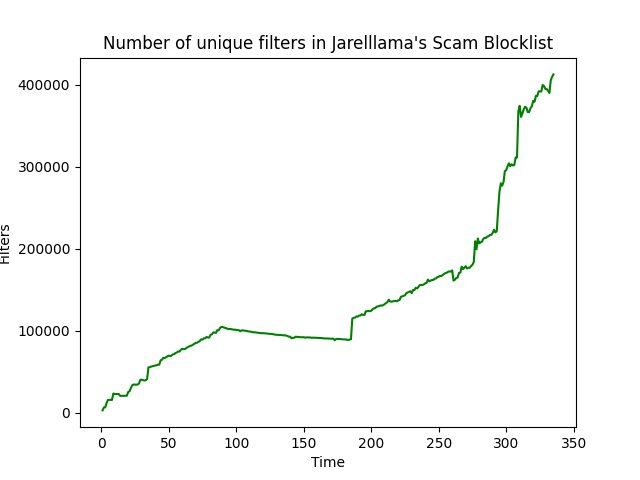 Number of unique filters in Jarelllama's Scam Blocklist
400000
300000
200000
100000
0
Filters
0 50 100 150 200 250 300 350
Time